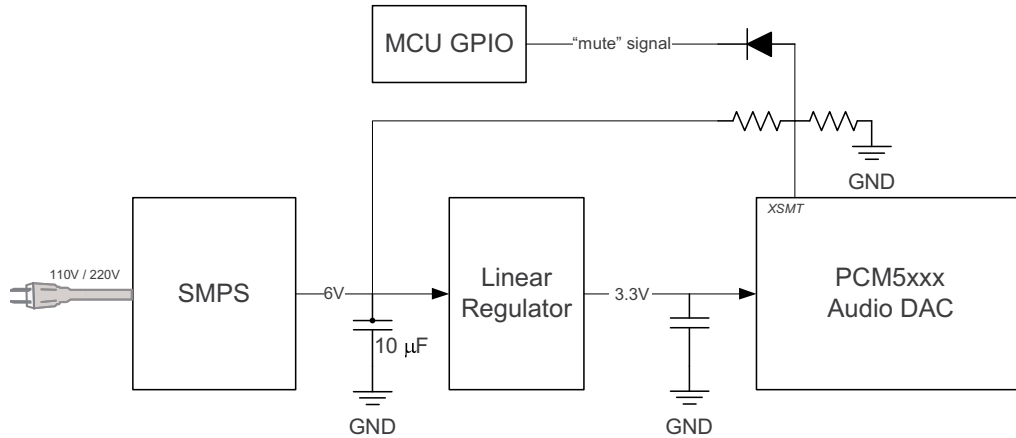 MCU GPIO
“mute” signal
GND
XSMT
110V / 220V
SMPS
6V
Linear
Regulator
3.3V
PCM5xxx
Audio DAC
10 μF
GND
GND